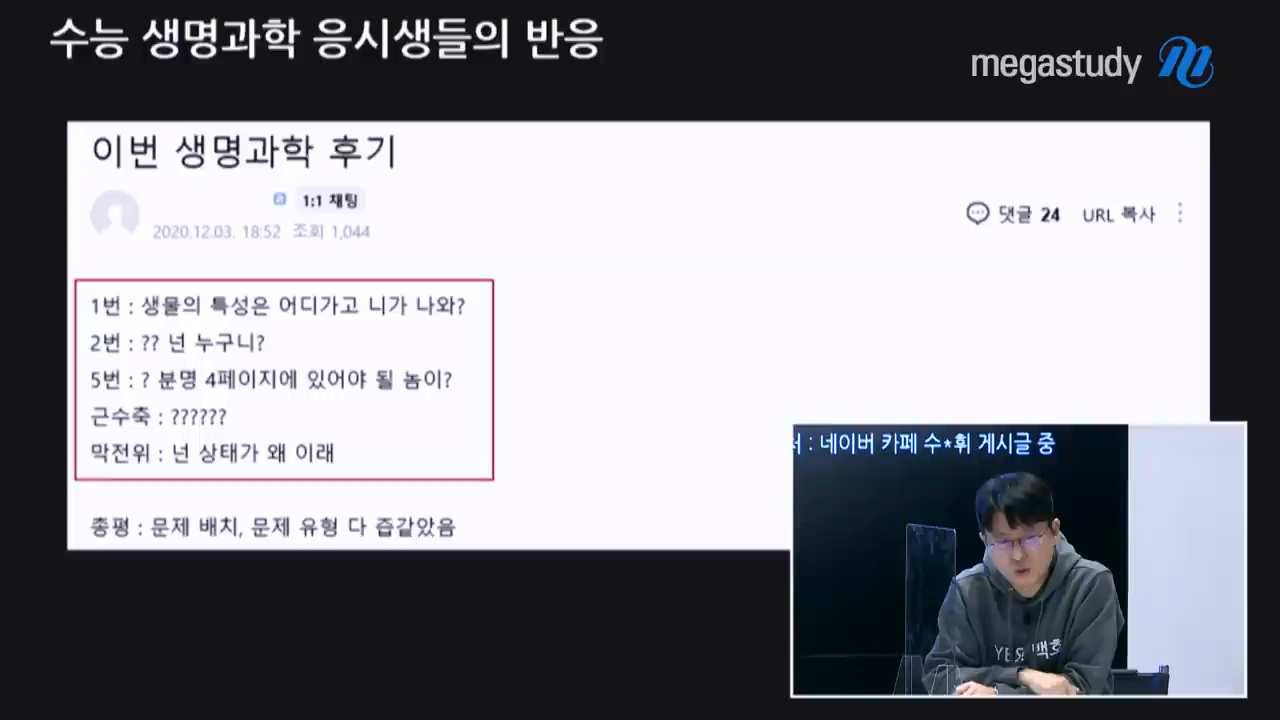 수능 생명과학 응시생들의 반응
megastudy
이번 생명과학 후기
1:1 채팅
2020.12.03. 18:52 조회 1,044
댓글 24 URL 복사
1번 : 생물의 특성은 어디가고 니가 나와?
2번 : ?? 넌 누구니?
5번 : ? 분명 4페이지에 있어야 될 놈이?
근수축 : ??????
막전위 : 넌 상태가 왜 이래
총평 : 문제 배치, 문제 유형 다 즙같았음
: 네이버 카페 수*휘 게시글 중
YES! 백호